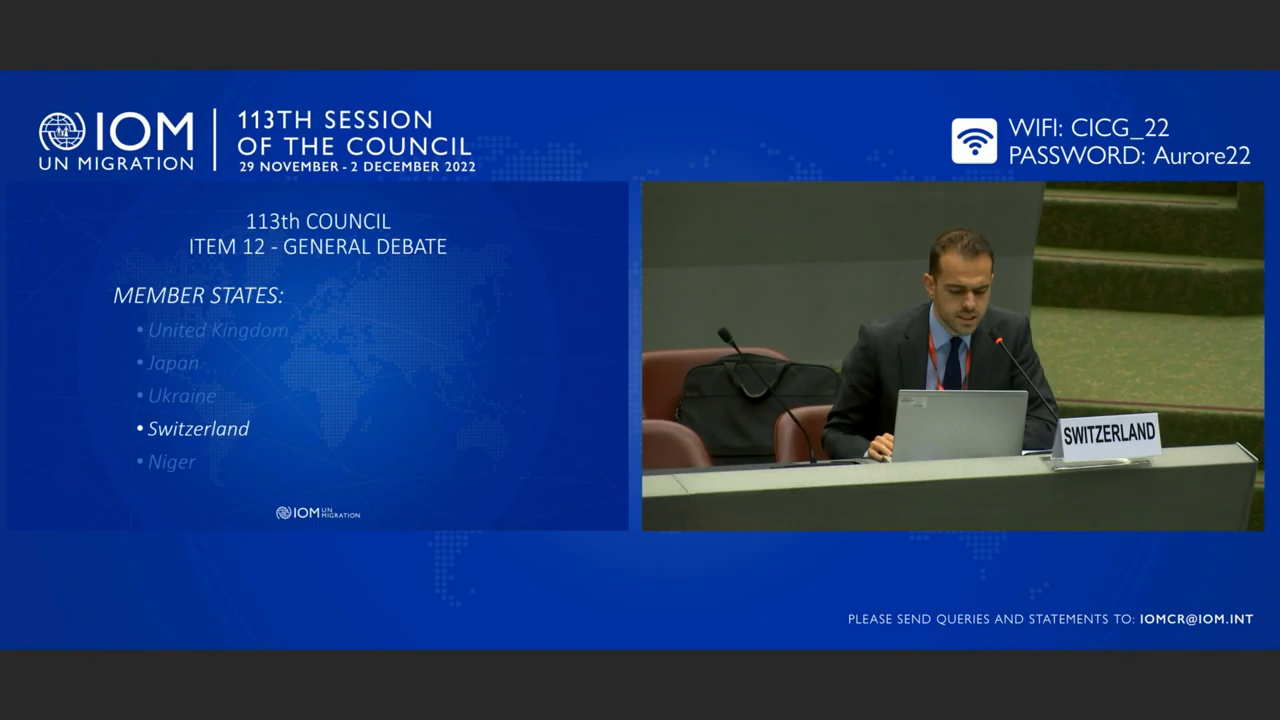 IOM
UN MIGRATION
113TH SESSION
OF THE COUNCIL
29 NOVEMBER - 2 DECEMBER 2022
WIFI: CICG_22
PASSWORD: Aurore22
113th COUNCIL
ITEM 12 - GENERAL DEBATE
MEMBER STATES:
• United Kingdom
• Japan
• Ukraine
• Switzerland
• Niger
IOM UN
MIGRATION
SWITZERLAND
PLEASE SEND QUERIES AND STATEMENTS TO: IOMCR@IOM.INT